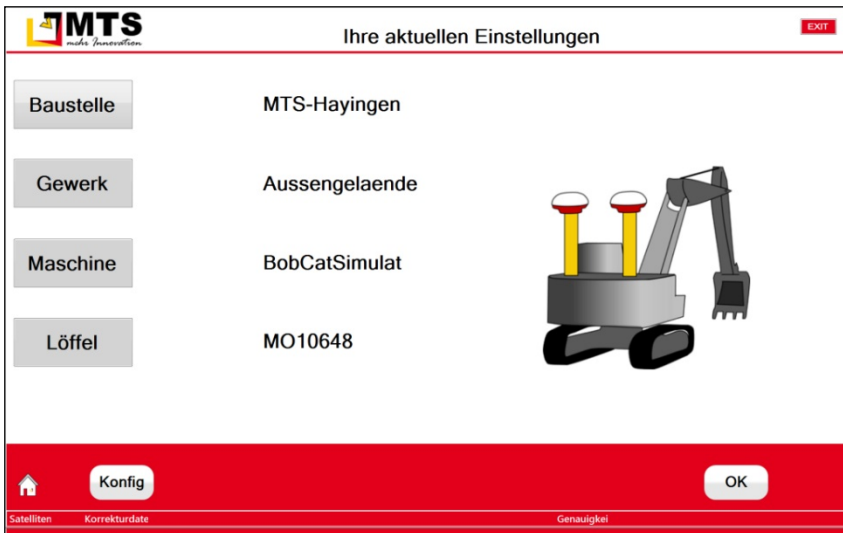 MTS
mehr Innovation
Ihre aktuellen Einstellungen
EXIT
Baustelle
MTS-Hayingen
Gewerk
Aussengelaende
Maschine
BobCatSimulat
Löffel
MO10648
Konfig
OK
Satelliten
Korrekturdate
Genauigkei